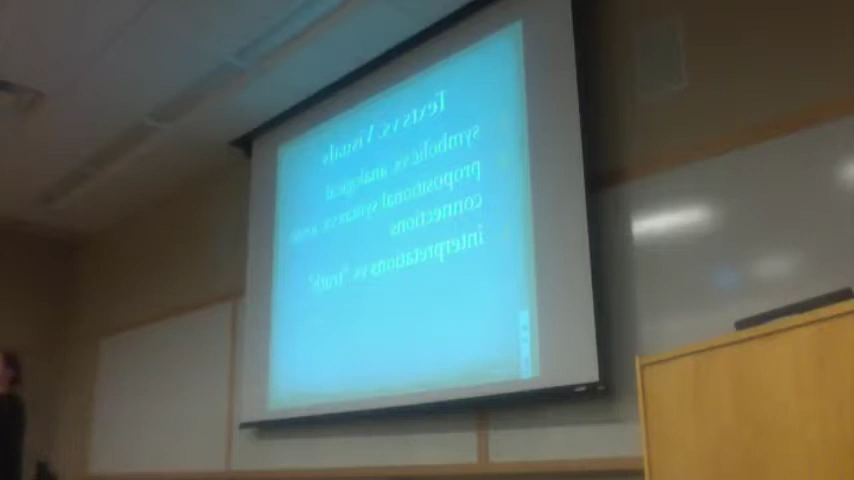 Texts vs. Visuals
symbolic vs. analogical
propositional syntax vs.
connections
interpretations vs "truth"